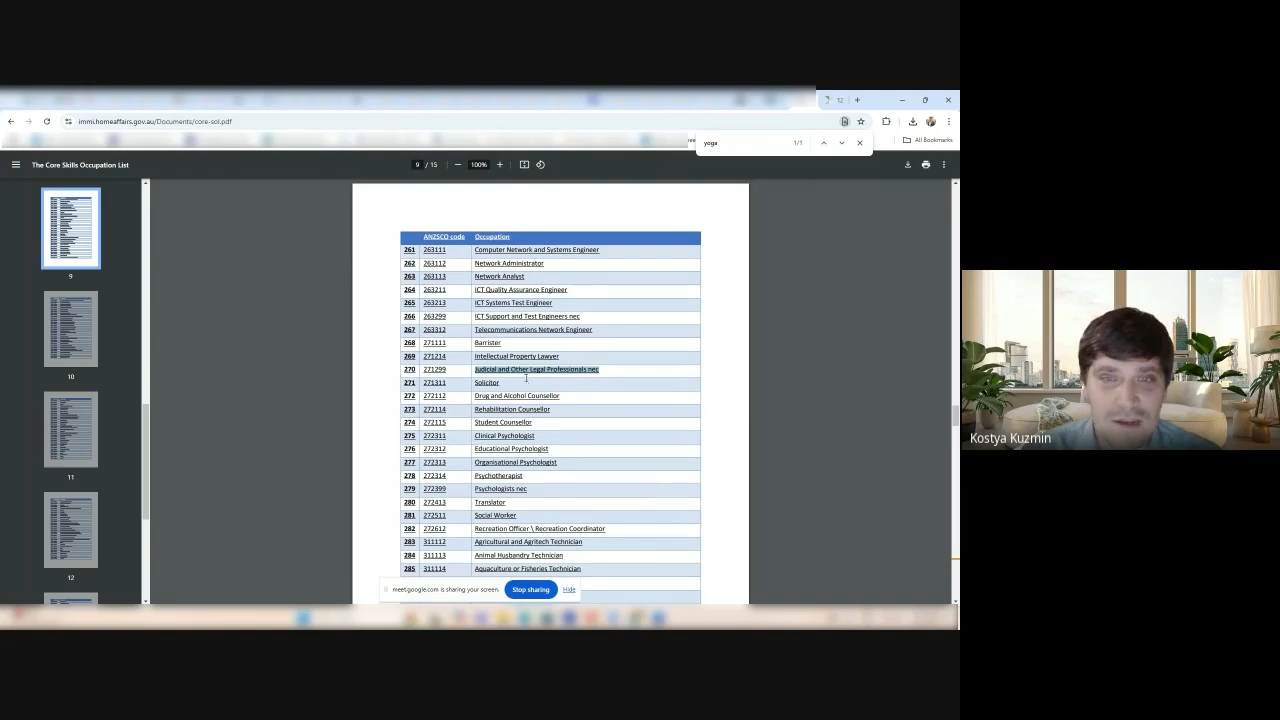 12
immi.homeaffairs.gov.au/Documents/core-sol.pdf
yoga 1/1
All Bookmarks
The Core Skills Occupation List
9 / 15
100%
9
10
11
12
ANZSCO code Occupation
261 263111 Computer Network and Systems Engineer
262 263112 Network Administrator
263 263113 Network Analyst
264 263211 ICT Quality Assurance Engineer
265 263213 ICT Systems Test Engineer
266 263299 ICT Support and Test Engineers nec
267 263312 Telecommunications Network Engineer
268 271111 Barrister
269 271214 Intellectual Property Lawyer
270 271299 Judicial and Other Legal Professionals nec
271 271311 Solicitor
272 272112 Drug and Alcohol Counsellor
273 272114 Rehabilitation Counsellor
274 272115 Student Counsellor
275 272311 Clinical Psychologist
276 272312 Educational Psychologist
277 272313 Organisational Psychologist
278 272314 Psychotherapist
279 272399 Psychologists nec
280 272413 Translator
281 272511 Social Worker
282 272612 Recreation Officer \ Recreation Coordinator
283 311112 Agricultural and Agritech Technician
284 311113 Animal Husbandry Technician
285 311114 Aquaculture or Fisheries Technician
meet.google.com is sharing your screen.
Stop sharing
Hide
Kostya Kuzmin